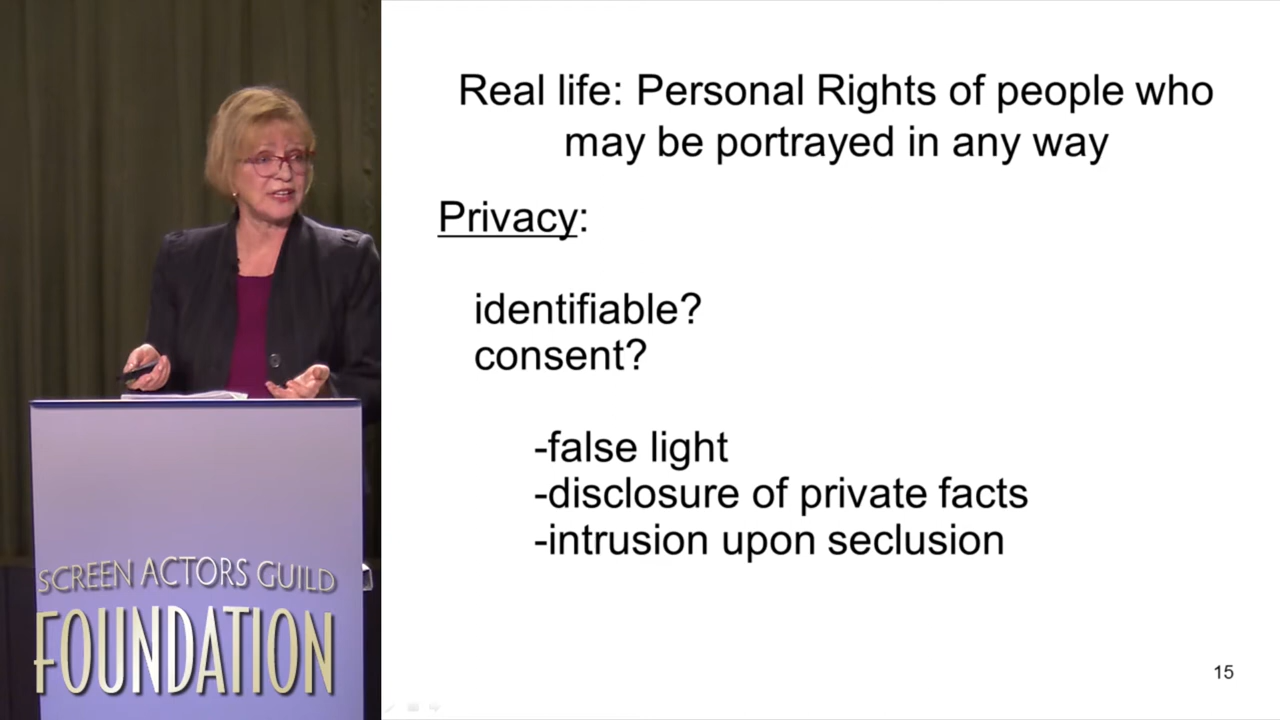 Real life: Personal Rights of people who
may be portrayed in any way
Privacy:
identifiable?
consent?
-false light
-disclosure of private facts
-intrusion upon seclusion
15
SCREEN ACTORS GUILD
FOUNDATION